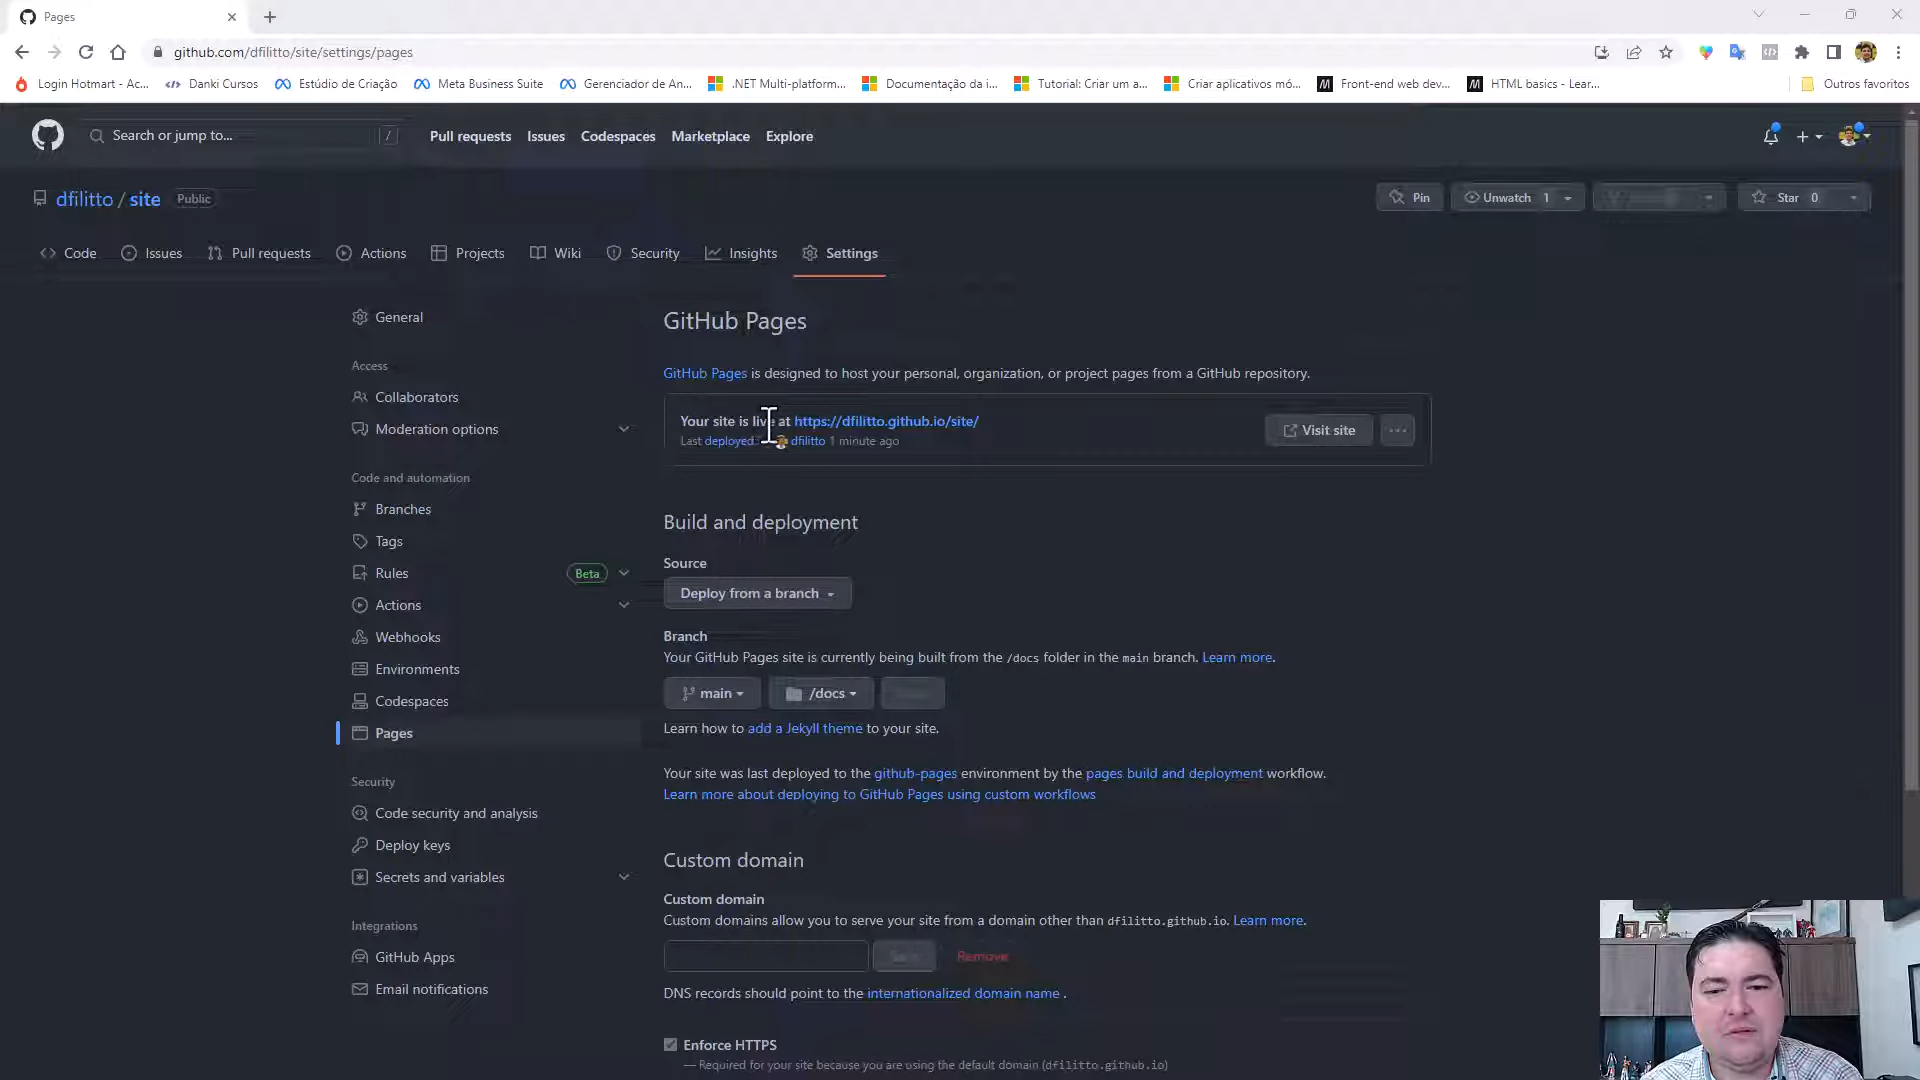 Pages
github.com/dfilitto/site/settings/pages
Login Hotmart - Ac...
Danki Cursos
Estúdio de Criação
Meta Business Suite
Gerenciador de An...
.NET Multi-platform...
Documentação da i...
Tutorial: Criar um a...
Criar aplicativos mó...
Front-end web dev...
HTML basics - Lear...
Outros favoritos
Search or jump to...
/
Pull requests
Issues
Codespaces
Marketplace
Explore
dfilitto / site
Public
Pin
Unwatch 1
Star 0
Code
Issues
Pull requests
Actions
Projects
Wiki
Security
Insights
Settings
General
Access
Collaborators
Moderation options
Code and automation
Branches
Tags
Rules
Beta
Actions
Webhooks
Environments
Codespaces
Pages
Security
Code security and analysis
Deploy keys
Secrets and variables
Integrations
GitHub Apps
Email notifications
GitHub Pages
GitHub Pages is designed to host your personal, organization, or project pages from a GitHub repository.
Your site is live at https://dfilitto.github.io/site/
Last deployed dfilitto 1 minute ago
Visit site
Build and deployment
Source
Deploy from a branch
Branch
Your GitHub Pages site is currently being built from the /docs folder in the main branch. Learn more.
main
/docs
Learn how to add a Jekyll theme to your site.
Your site was last deployed to the github-pages environment by the pages build and deployment workflow.
Learn more about deploying to GitHub Pages using custom workflows
Custom domain
Custom domain
Custom domains allow you to serve your site from a domain other than dfilitto.github.io. Learn more.
Remove
DNS records should point to the internationalized domain name .
Enforce HTTPS
— Required for your site because you are using the default domain (dfilitto.github.io)